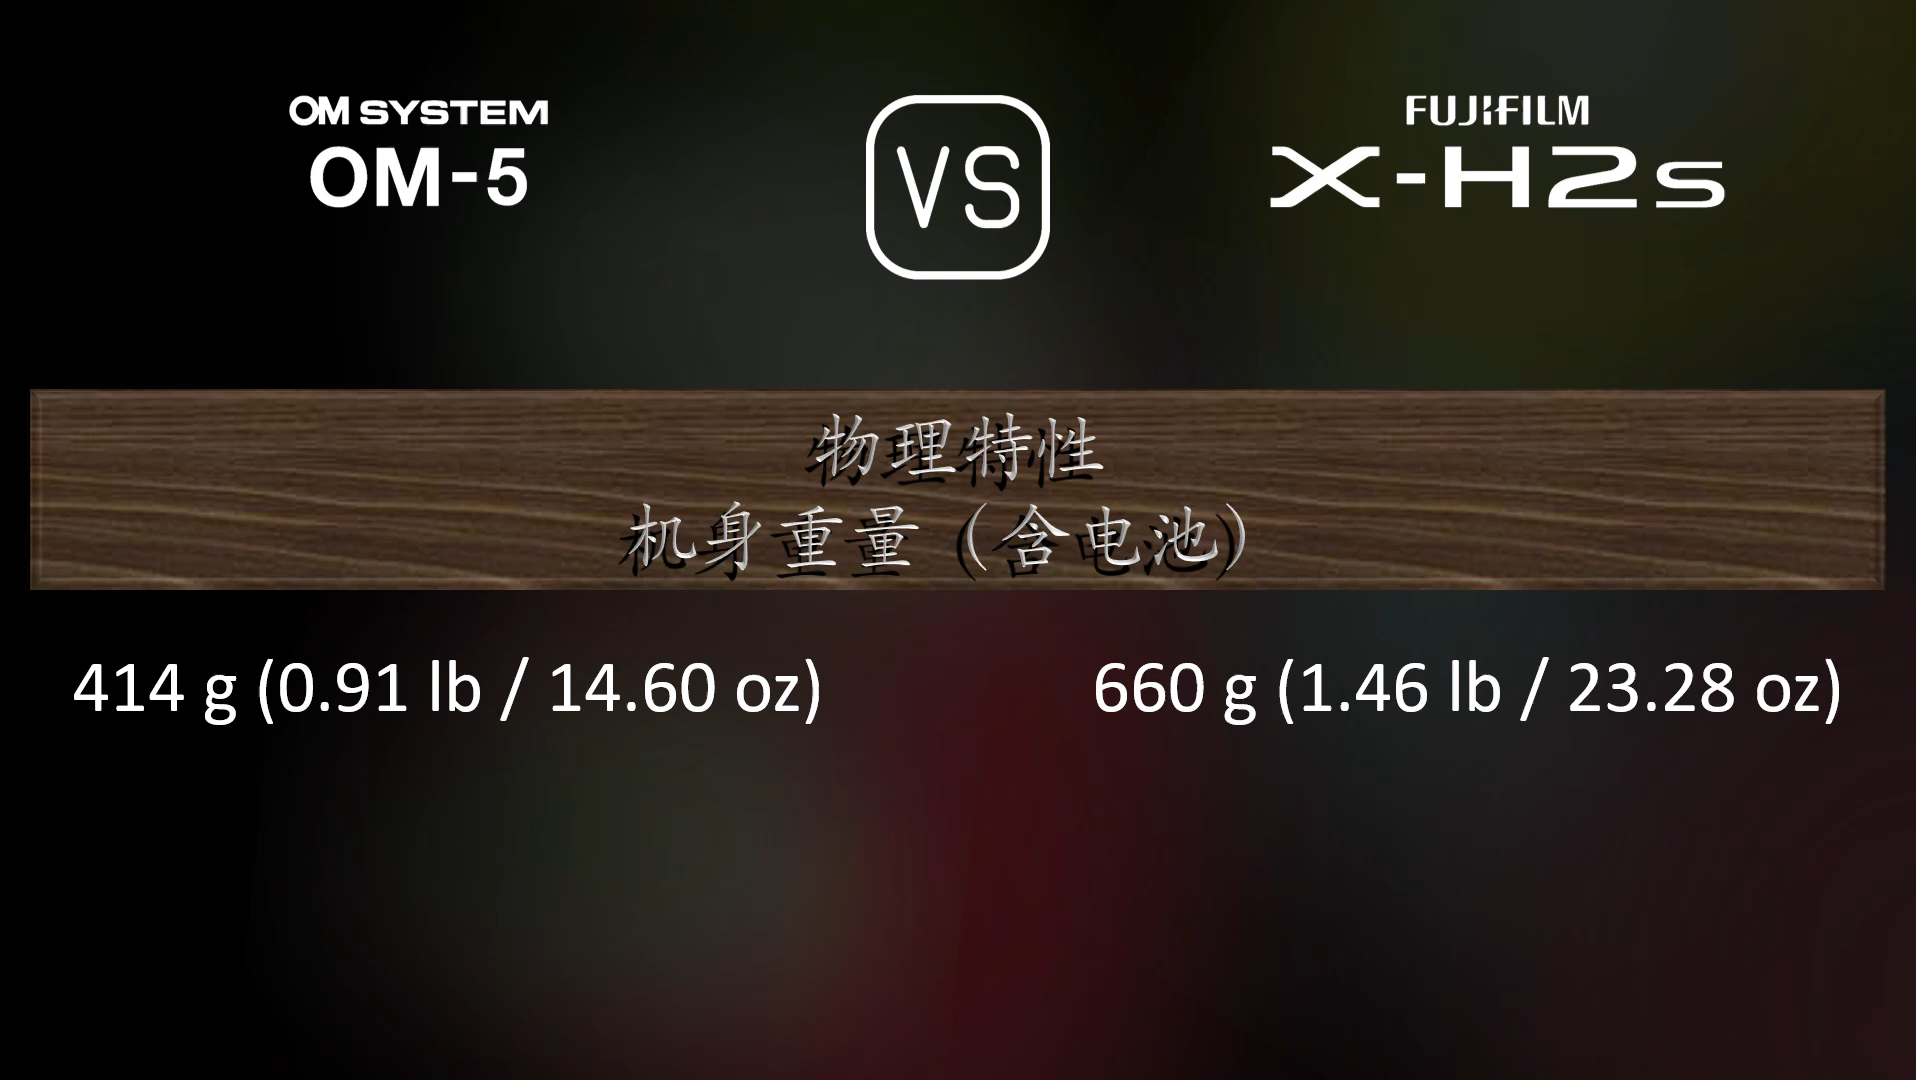 OM SYSTEM
OM-5
VS
FUJIFILM
X-H2s
物理特性
机身重量（含电池）
414 g (0.91 lb / 14.60 oz)
660 g (1.46 lb / 23.28 oz)